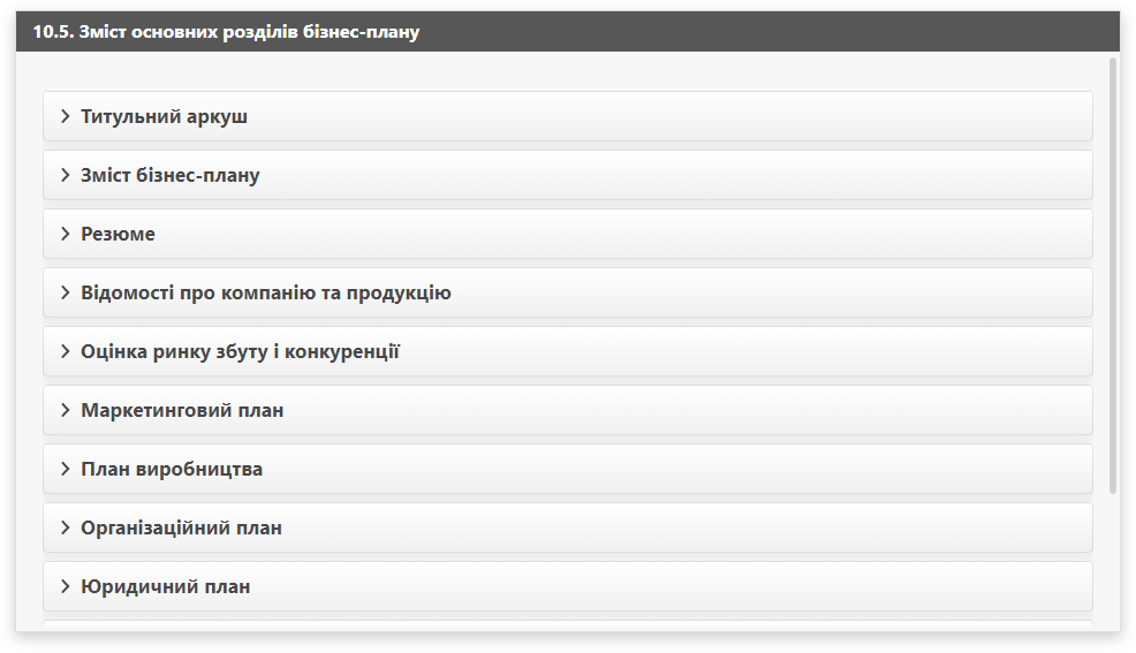 10.5. Зміст основних розділів бізнес-плану
Титульний аркуш
Зміст бізнес-плану
Резюме
Відомості про компанію та продукцію
Оцінка ринку збуту і конкуренції
Маркетинговий план
План виробництва
Організаційний план
Юридичний план